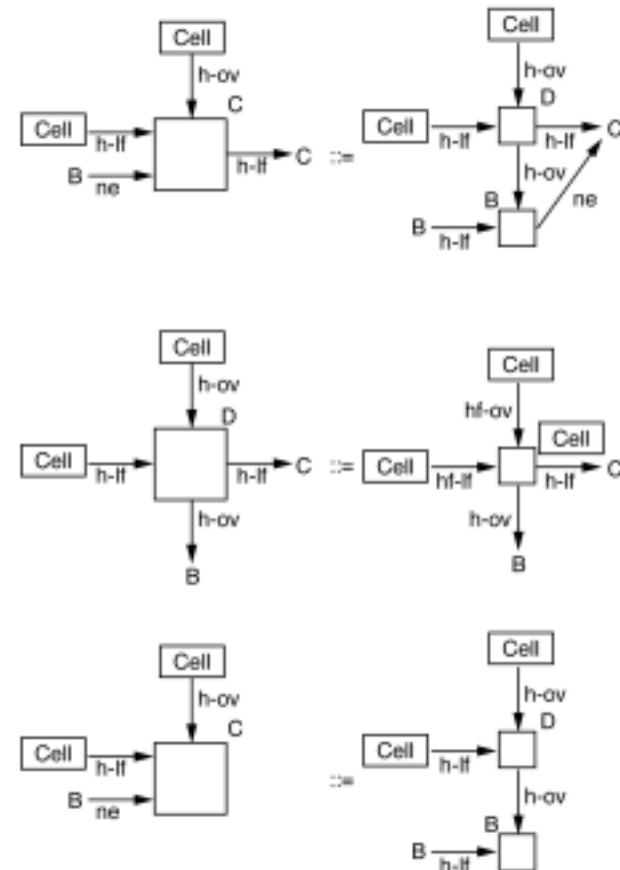 Cell Cell
h-ov h-ov
C D
Cell h-lf C ::= Cell h-lf h-lf C
B ne h-ov ne
B
B h-lf
Cell Cell
h-ov hf-ov
D Cell
Cell h-lf h-lf C ::= Cell hf-lf h-lf C
h-ov h-ov
B B
Cell Cell
h-ov h-ov
C D
Cell h-lf Cell h-lf
B ne ::= h-ov
B
B h-lf